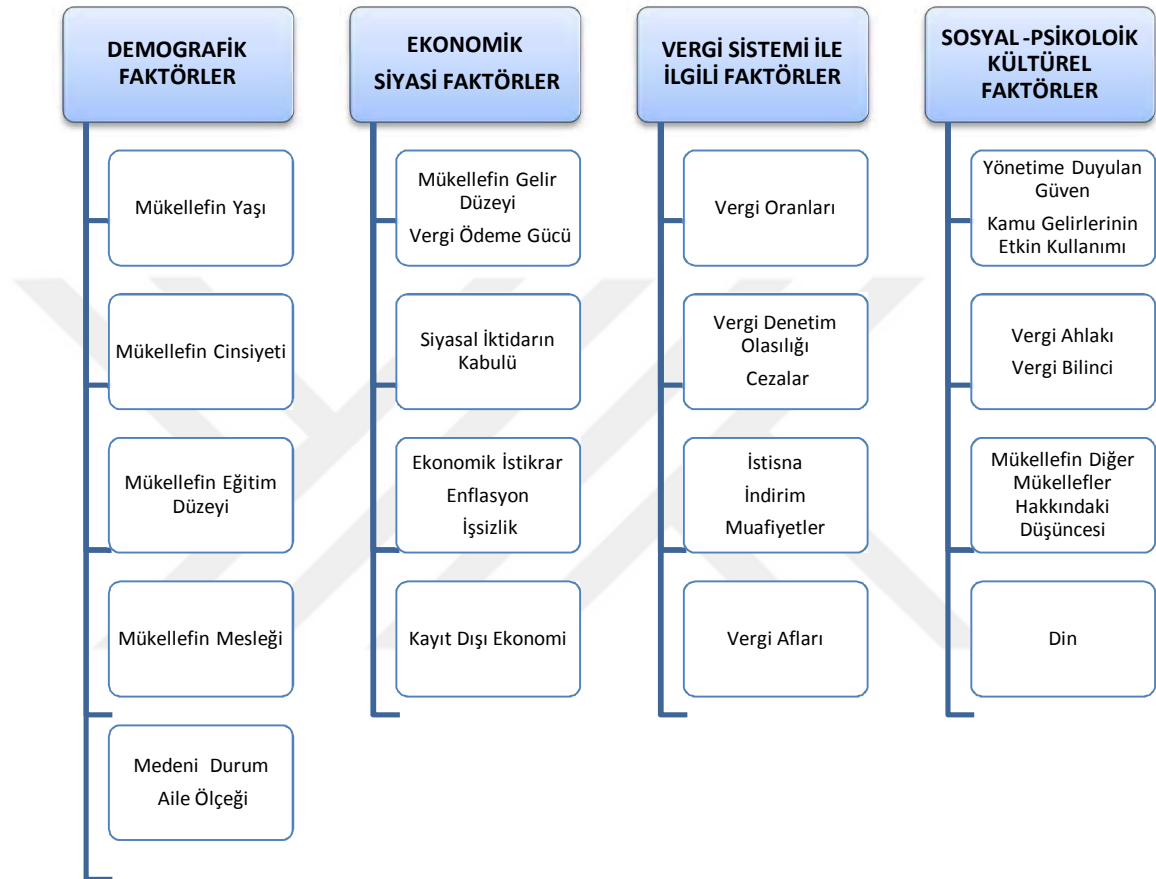 DEMOGRAFİK
FAKTÖRLER
Mükellefin Yaşı
Mükellefin Cinsiyeti
Mükellefin Eğitim
Düzeyi
Mükellefin Mesleği
Medeni Durum
Aile Ölçeği
EKONOMİK
SİYASİ FAKTÖRLER
Mükellefin Gelir
Düzeyi
Vergi Ödeme Gücü
Siyasal İktidarın
Kabulü
Ekonomik İstikrar
Enflasyon
İşsizlik
Kayıt Dışı Ekonomi
VERGİ SİSTEMİ İLE
İLGİLİ FAKTÖRLER
Vergi Oranları
Vergi Denetim
Olasılığı
Cezalar
İstisna
İndirim
Muafiyetler
Vergi Afları
SOSYAL -PSİKOLOİK
KÜLTÜREL
FAKTÖRLER
Yönetime Duyulan
Güven
Kamu Gelirlerinin
Etkin Kullanımı
Vergi Ahlakı
Vergi Bilinci
Mükellefin Diğer
Mükellefler
Hakkındaki
Düşüncesi
Din